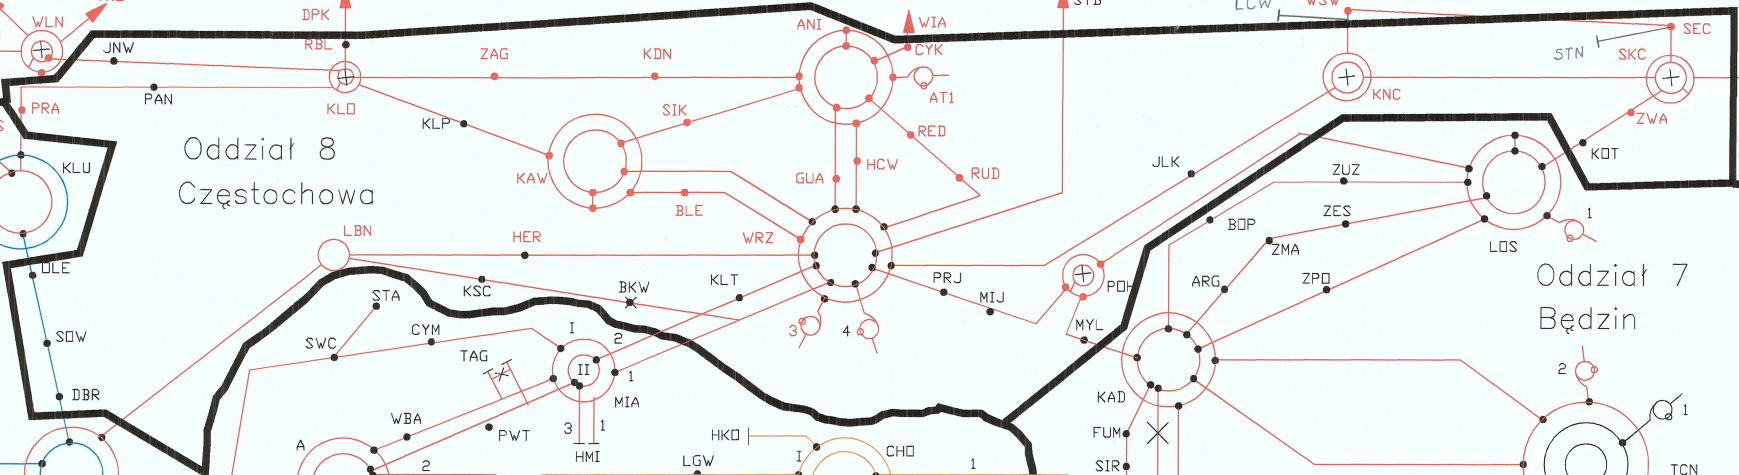 LCW
WSW
STB
WLN
DPK
ANI
WIA
SEC
JNW
RBL
ZAG
KDN
CYK
STN
SKC
PAN
KLO
AT1
KNC
PRA
KLP
SIK
RED
ZWA
Oddział 8
Częstochowa
KLU
KAW
GUA
HCW
RUD
JLK
ZUZ
KOT
BLE
BOP
ZES
1
LBN
HER
WRZ
ZMA
LOS
KSC
KLT
PRJ
MIJ
ARG
ZPO
Oddział 7
Będzin
STA
BKW
SOW
SWC
CYM
I
2
3
4
MYL
TAG
II
1
2
DBR
WBA
MIA
KAD
1
A
PWT
3
1
HMI
HKO
I
CHO
FUM
2
LGW
1
SIR
TCN